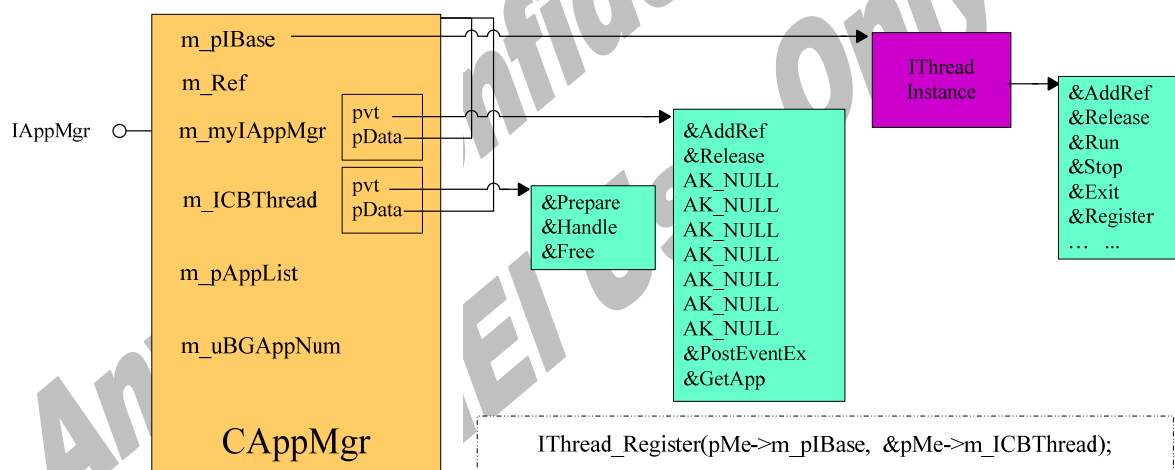 IAppMgr
m_pIBase
m_Ref
m_myIAppMgr
pvt
pData
m_ICBThread
pvt
pData
m_pAppList
m_uBGAppNum
CAppMgr
&Prepare
&Handle
&Free
&AddRef
&Release
AK_NULL
AK_NULL
AK_NULL
AK_NULL
AK_NULL
AK_NULL
AK_NULL
&PostEventEx
&GetApp
IThread
Instance
&AddRef
&Release
&Run
&Stop
&Exit
&Register
... ...
IThread_Register(pMe->m_pIBase, &pMe->m_ICBThread);